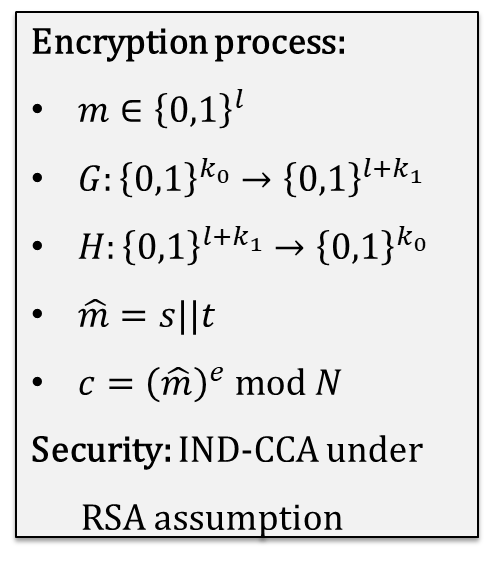 Encryption process:
• m ∈ {0,1}^l
• G: {0,1}^{k_0} → {0,1}^{l+k_1}
• H: {0,1}^{l+k_1} → {0,1}^{k_0}
• m̂ = s||t
• c = (m̂)^e mod N
Security: IND-CCA under
RSA assumption